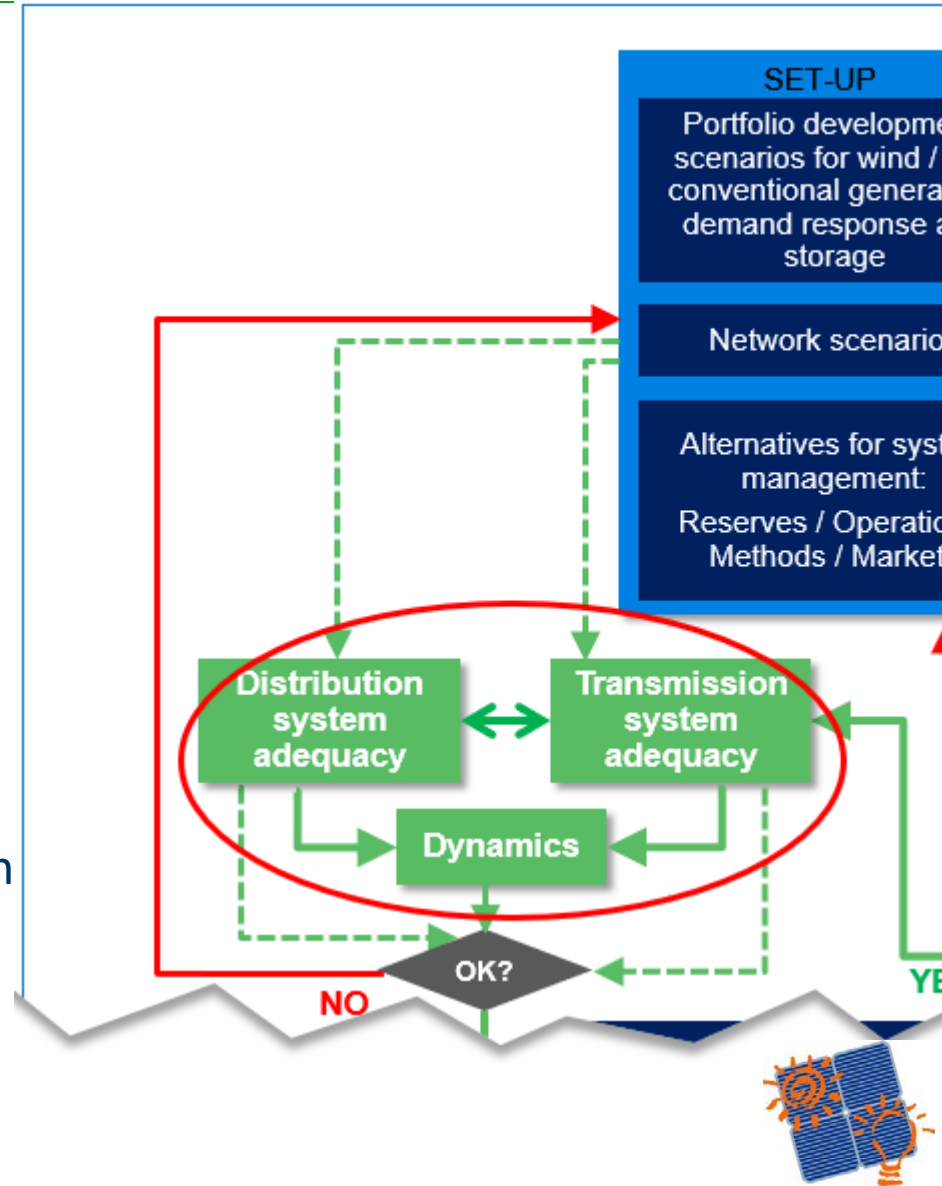 SET-UP
Portfolio developme
scenarios for wind /
conventional genera
demand response a
storage
Network scenario
Alternatives for syst
management:
Reserves / Operatio
Methods / Market
Distribution
system
adequacy
Transmission
system
adequacy
Dynamics
n
OK?
NO
YE